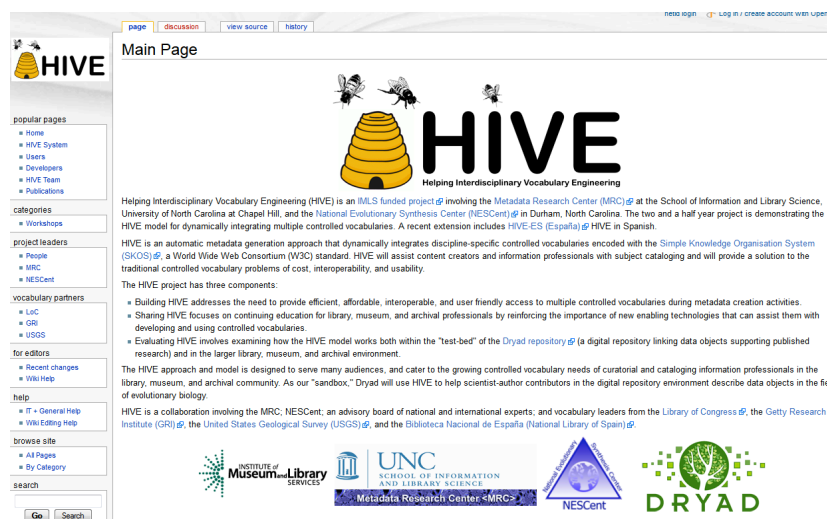 netid login Log in / create account with Open
page discussion view source history
HIVE
Main Page
HIVE
Helping Interdisciplinary Vocabulary Engineering
popular pages
Home
HIVE System
Users
Developers
HIVE Team
Publications
categories
Workshops
project leaders
People
MRC
NESCent
vocabulary partners
LoC
GRI
USGS
for editors
Recent changes
Wiki Help
help
IT + General Help
Wiki Editing Help
browse site
All Pages
By Category
search
Go Search
Helping Interdisciplinary Vocabulary Engineering (HIVE) is an IMLS funded project involving the Metadata Research Center (MRC) at the School of Information and Library Science,
University of North Carolina at Chapel Hill, and the National Evolutionary Synthesis Center (NESCent) in Durham, North Carolina. The two and a half year project is demonstrating the
HIVE model for dynamically integrating multiple controlled vocabularies. A recent extension includes HIVE-ES (España) HIVE in Spanish.
HIVE is an automatic metadata generation approach that dynamically integrates discipline-specific controlled vocabularies encoded with the Simple Knowledge Organisation System
(SKOS), a World Wide Web Consortium (W3C) standard. HIVE will assist content creators and information professionals with subject cataloging and will provide a solution to the
traditional controlled vocabulary problems of cost, interoperability, and usability.
The HIVE project has three components:
Building HIVE addresses the need to provide efficient, affordable, interoperable, and user friendly access to multiple controlled vocabularies during metadata creation activities.
Sharing HIVE focuses on continuing education for library, museum, and archival professionals by reinforcing the importance of new enabling technologies that can assist them with
developing and using controlled vocabularies.
Evaluating HIVE involves examining how the HIVE model works both within the "test-bed" of the Dryad repository (a digital repository linking data objects supporting published
research) and in the larger library, museum, and archival environment.
The HIVE approach and model is designed to serve many audiences, and cater to the growing controlled vocabulary needs of curatorial and cataloging information professionals in the
library, museum, and archival community. As our "sandbox," Dryad will use HIVE to help scientist-author contributors in the digital repository environment describe data objects in the fie
of evolutionary biology.
HIVE is a collaboration involving the MRC; NESCent; an advisory board of national and international experts; and vocabulary leaders from the Library of Congress, the Getty Research
Institute (GRI), the United States Geological Survey (USGS), and the Biblioteca Nacional de España (National Library of Spain).
INSTITUTE of
Museum and Library
SERVICES
UNC
SCHOOL OF INFORMATION
AND LIBRARY SCIENCE
Metadata Research Center <MRC>
National Evolutionary Synthesis Center
NESCent
DRYAD